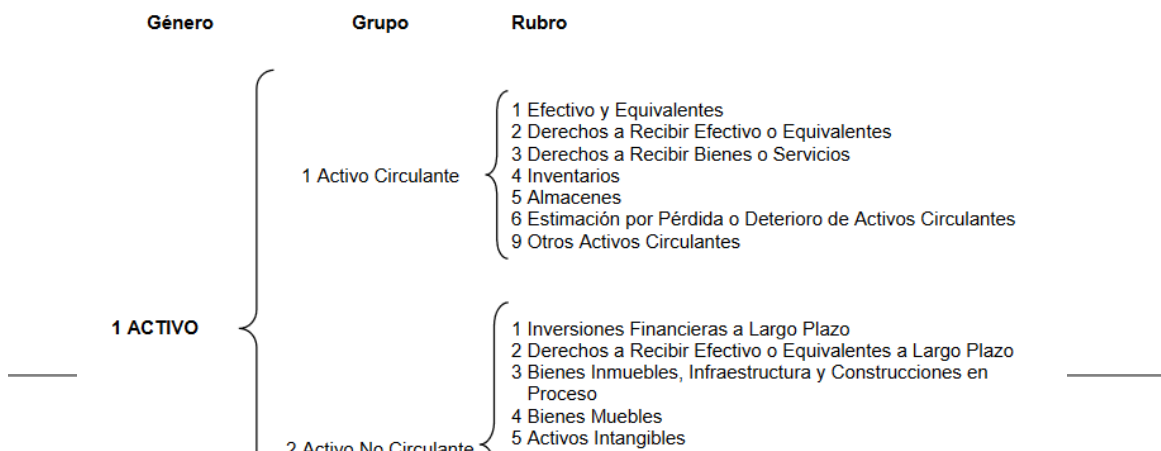 Género Grupo Rubro
1 Efectivo y Equivalentes
2 Derechos a Recibir Efectivo o Equivalentes
3 Derechos a Recibir Bienes o Servicios
1 Activo Circulante
4 Inventarios
5 Almacenes
6 Estimación por Pérdida o Deterioro de Activos Circulantes
9 Otros Activos Circulantes
1 ACTIVO
1 Inversiones Financieras a Largo Plazo
2 Derechos a Recibir Efectivo o Equivalentes a Largo Plazo
3 Bienes Inmuebles, Infraestructura y Construcciones en
Proceso
4 Bienes Muebles
5 Activos Intangibles
2 Activo No Circulante